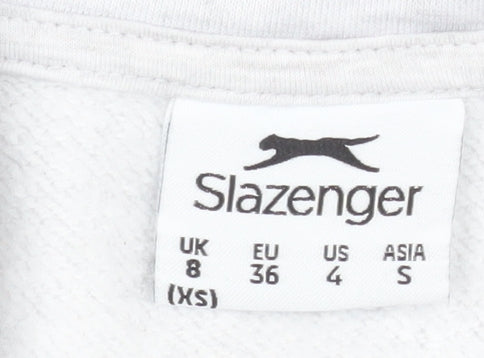 Slazenger
UK EU US ASIA
8 36 4 S
(XS)